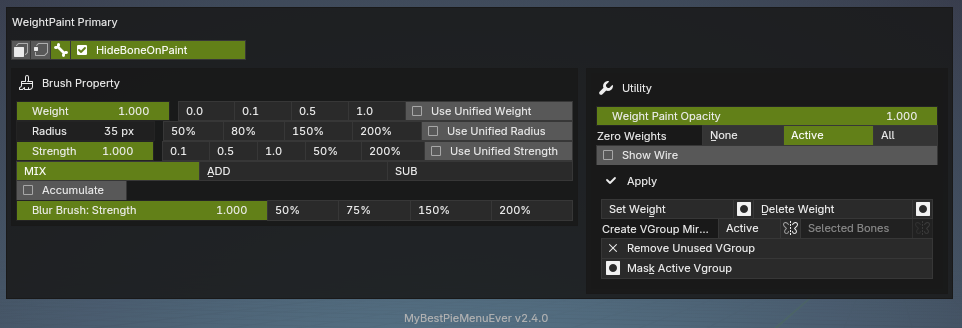 WeightPaint Primary
HideBoneOnPaint
Brush Property
Weight 1.000 0.0 0.1 0.5 1.0 Use Unified Weight
Radius 35 px 50% 80% 150% 200% Use Unified Radius
Strength 1.000 0.1 0.5 1.0 50% 200% Use Unified Strength
MIX ADD SUB
Accumulate
Blur Brush: Strength 1.000 50% 75% 150% 200%
Utility
Weight Paint Opacity 1.000
Zero Weights None Active All
Show Wire
Apply
Set Weight Delete Weight
Create VGroup Mir... Active Selected Bones
Remove Unused VGroup
Mask Active Vgroup
MyBestPieMenuEver v2.4.0